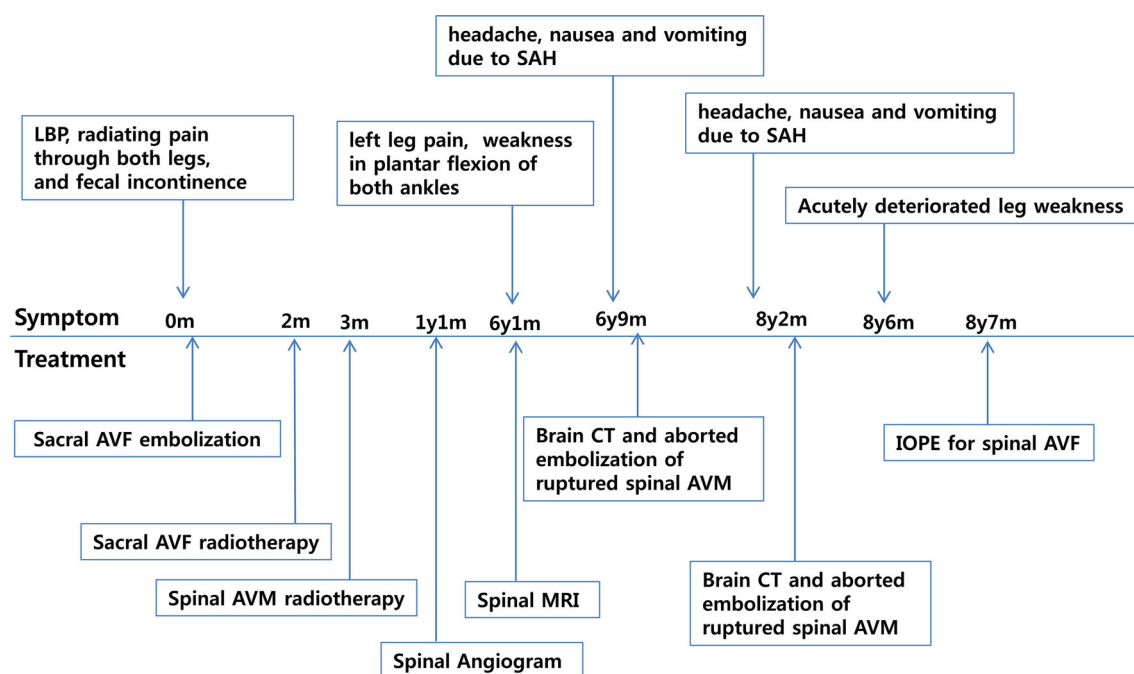 headache, nausea and vomiting
due to SAH
headache, nausea and vomiting
due to SAH
LBP, radiating pain
through both legs,
and fecal incontinence
left leg pain, weakness
in plantar flexion of
both ankles
Acutely deteriorated leg weakness
Symptom 0m 2m 3m 1y1m 6y1m 6y9m 8y2m 8y6m 8y7m
Treatment
Sacral AVF embolization
Brain CT and aborted
embolization of
ruptured spinal AVM
IOPE for spinal AVF
Sacral AVF radiotherapy
Spinal AVM radiotherapy
Spinal MRI
Brain CT and aborted
embolization of
ruptured spinal AVM
Spinal Angiogram